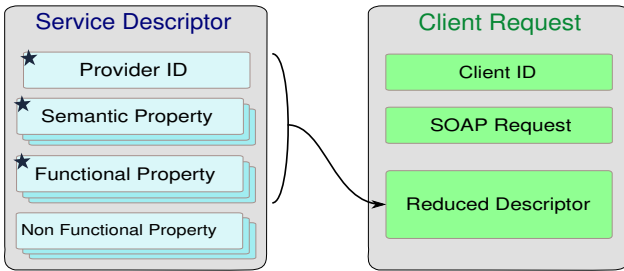 Service Descriptor
Provider ID
Semantic Property
Functional Property
Non Functional Property
Client Request
Client ID
SOAP Request
Reduced Descriptor